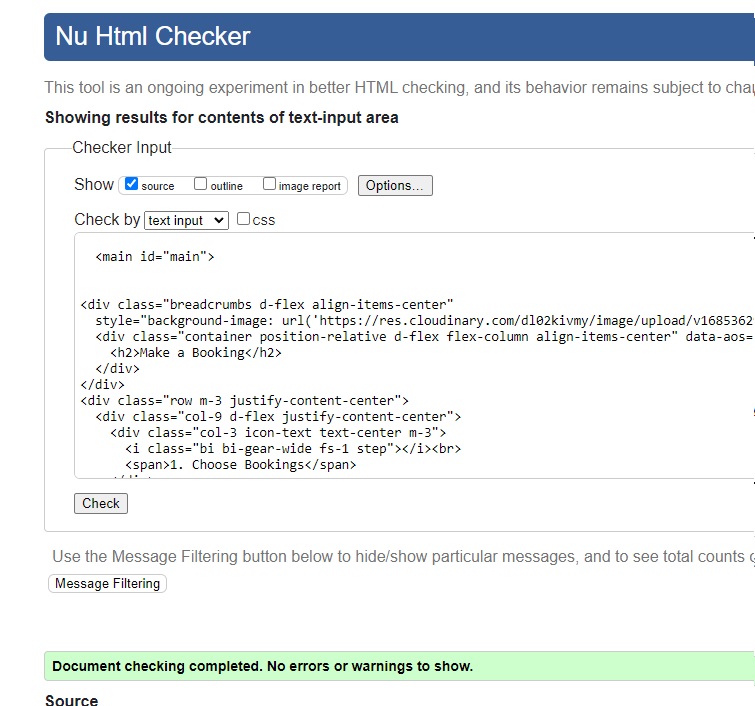 Nu Html Checker
This tool is an ongoing experiment in better HTML checking, and its behavior remains subject to
Showing results for contents of text-input area
Checker Input
Show source outline image report Options...
Check by text input css
<main id="main">
<div class="breadcrumbs d-flex align-items-center"
style="background-image: url('https://res.cloudinary.com/dl02kivmy/image/upload/v1685362
<div class="container position-relative d-flex flex-column align-items-center" data-aos=
<h2>Make a Booking</h2>
</div>
</div>
<div class="row m-3 justify-content-center">
<div class="col-9 d-flex justify-content-center">
<div class="col-3 icon-text text-center m-3">
<i class="bi bi-gear-wide fs-1 step"></i><br>
<span>1. Choose Bookings</span>
Check
Use the Message Filtering button below to hide/show particular messages, and to see total counts
Message Filtering
Document checking completed. No errors or warnings to show.
Source